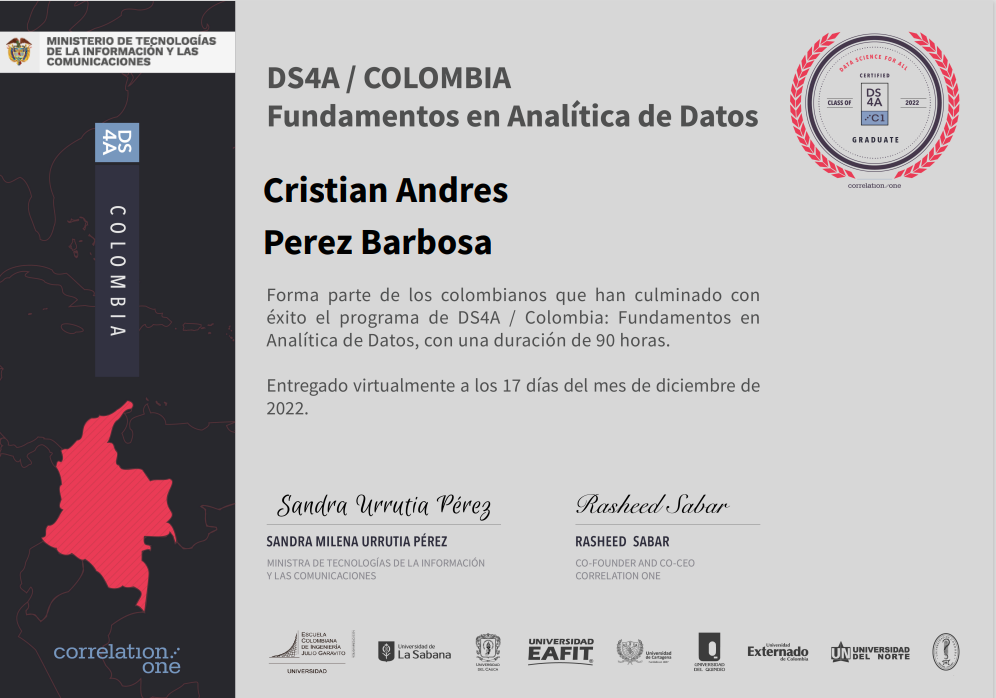 MINISTERIO DE TECNOLOGÍAS
DE LA INFORMACIÓN Y LAS
COMUNICACIONES
DS
4A
COLOMBIA
correlation
one
DS4A / COLOMBIA
Fundamentos en Analítica de Datos
DATA SCIENCE FOR ALL
CERTIFIED
CLASS OF
DS
4A
C1
2022
GRADUATE
correlation one
Cristian Andres
Perez Barbosa
Forma parte de los colombianos que han culminado con
éxito el programa de DS4A / Colombia: Fundamentos en
Analítica de Datos, con una duración de 90 horas.
Entregado virtualmente a los 17 días del mes de diciembre de
2022.
Sandra Urrutia Pérez
SANDRA MILENA URRUTIA PÉREZ
MINISTRA DE TECNOLOGÍAS DE LA INFORMACIÓN
Y LAS COMUNICACIONES
Rasheed Sabar
RASHEED SABAR
CO-FOUNDER AND CO-CEO
CORRELATION ONE
ESCUELA
COLOMBIANA
DE INGENIERÍA
JULIO GARAVITO
UNIVERSIDAD
Universidad de
La Sabana
UNIVERSIDAD
DEL CAUCA
UNIVERSIDAD
EAFIT
Universidad
de Cartagena
UNIVERSIDAD
DEL QUINDÍO
Universidad
Externado
de Colombia
UN UNIVERSIDAD
DEL NORTE